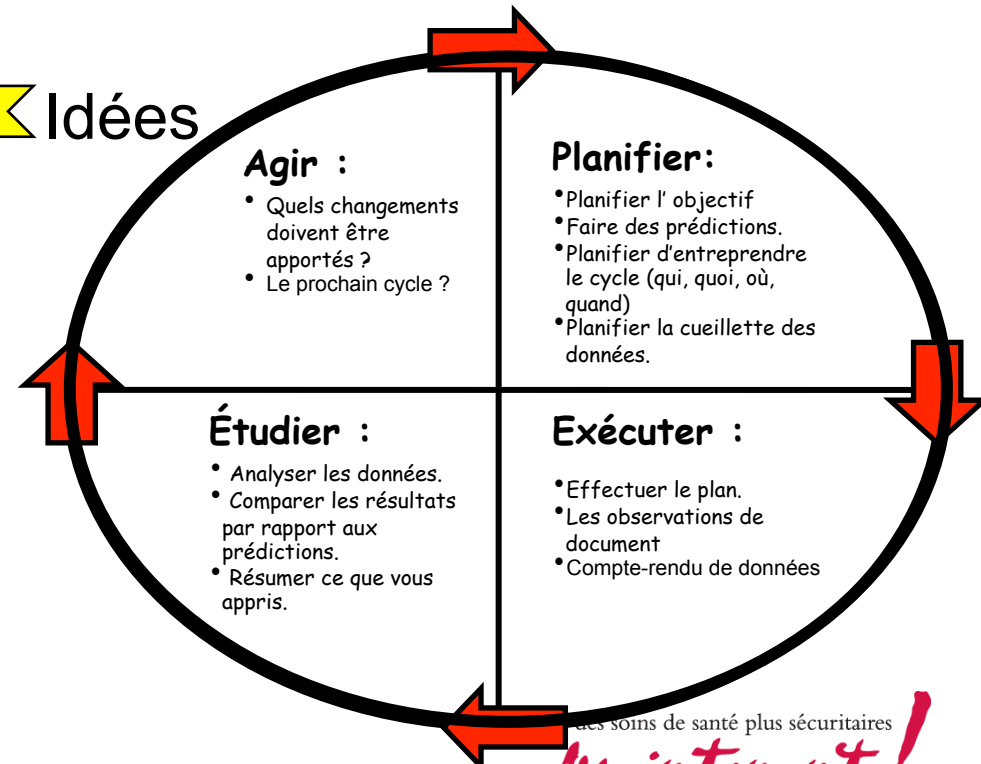 Idées
Agir :
• Quels changements
doivent être
apportés ?
• Le prochain cycle ?
Planifier:
•Planifier l' objectif
•Faire des prédictions.
•Planifier d'entreprendre
le cycle (qui, quoi, où,
quand)
•Planifier la cueillette des
données.
Étudier :
• Analyser les données.
• Comparer les résultats
par rapport aux
prédictions.
• Résumer ce que vous
appris.
Exécuter :
•Effectuer le plan.
•Les observations de
document
•Compte-rendu de données
des soins de santé plus sécuritaires